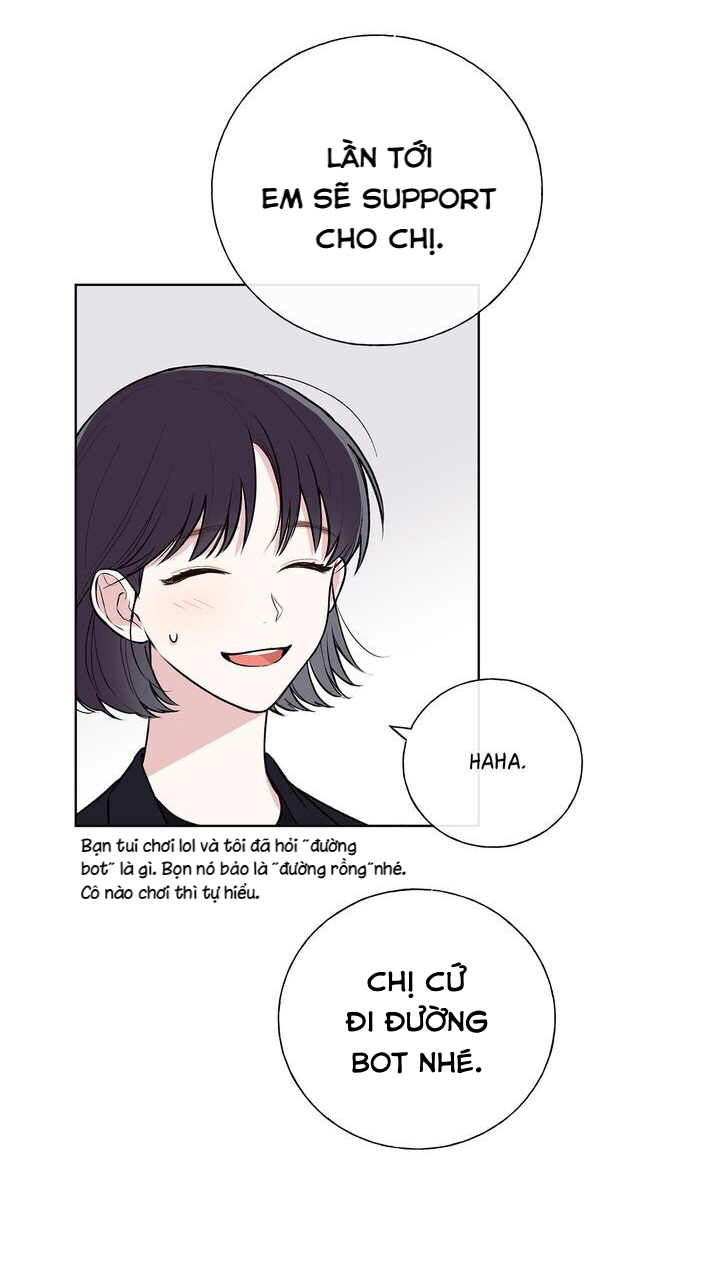 LẦN TỚI
EM SẼ SUPPORT
CHO CHỊ.
HAHA.
Bạn tui chơi lol và tôi đã hỏi "đường
bot" là gì. Bọn nó bảo là "đường rồng"nhé.
Cô nào chơi thì tự hiểu.
CHỊ CỨ
ĐI ĐƯỜNG
BOT NHÉ.